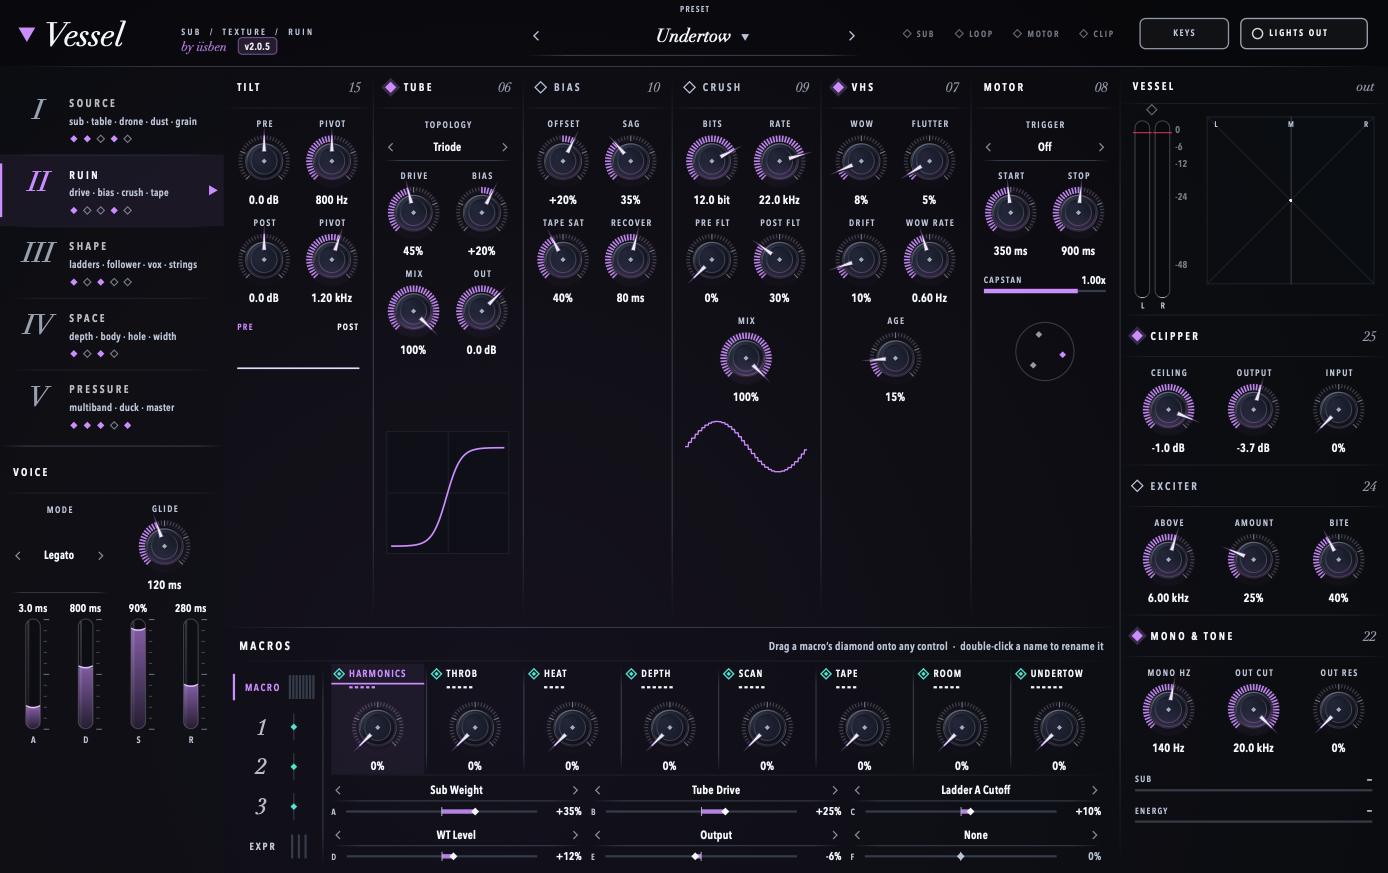 Vessel
SUB / TEXTURE / RUIN
by iisben v2.0.5
PRESET
Undertow
SUB LOOP MOTOR CLIP
KEYS
LIGHTS OUT
I SOURCE
sub · table · drone · dust · grain
II RUIN
drive · bias · crush · tape
III SHAPE
ladders · follower · vox · strings
IV SPACE
depth · body · hole · width
V PRESSURE
multiband · duck · master
VOICE
MODE GLIDE
Legato
120 ms
3.0 ms 800 ms 90% 280 ms
A D S R
TILT 15
PRE PIVOT
0.0 dB 800 Hz
POST PIVOT
0.0 dB 1.20 kHz
PRE POST
TUBE 06
TOPOLOGY
Triode
DRIVE BIAS
45% +20%
MIX OUT
100% 0.0 dB
BIAS 10
OFFSET SAG
+20% 35%
TAPE SAT RECOVER
40% 80 ms
CRUSH 09
BITS RATE
12.0 bit 22.0 kHz
PRE FLT POST FLT
0% 30%
MIX
100%
VHS 07
WOW FLUTTER
8% 5%
DRIFT WOW RATE
10% 0.60 Hz
AGE
15%
MOTOR 08
TRIGGER
Off
START STOP
350 ms 900 ms
CAPSTAN 1.00x
MACROS
Drag a macro's diamond onto any control · double-click a name to rename it
MACRO
1
2
3
EXPR
HARMONICS THROB HEAT DEPTH SCAN TAPE ROOM UNDERTOW
0% 0% 0% 0% 0% 0% 0% 0%
Sub Weight Tube Drive Ladder A Cutoff
A +35% B +25% C +10%
WT Level Output None
D +12% E -6% F 0%
VESSEL out
0
-6
-12
-24
-48
L R
L M R
CLIPPER 25
CEILING OUTPUT INPUT
-1.0 dB -3.7 dB 0%
EXCITER 24
ABOVE AMOUNT BITE
6.00 kHz 25% 40%
MONO & TONE 22
MONO HZ OUT CUT OUT RES
140 Hz 20.0 kHz 0%
SUB –
ENERGY –